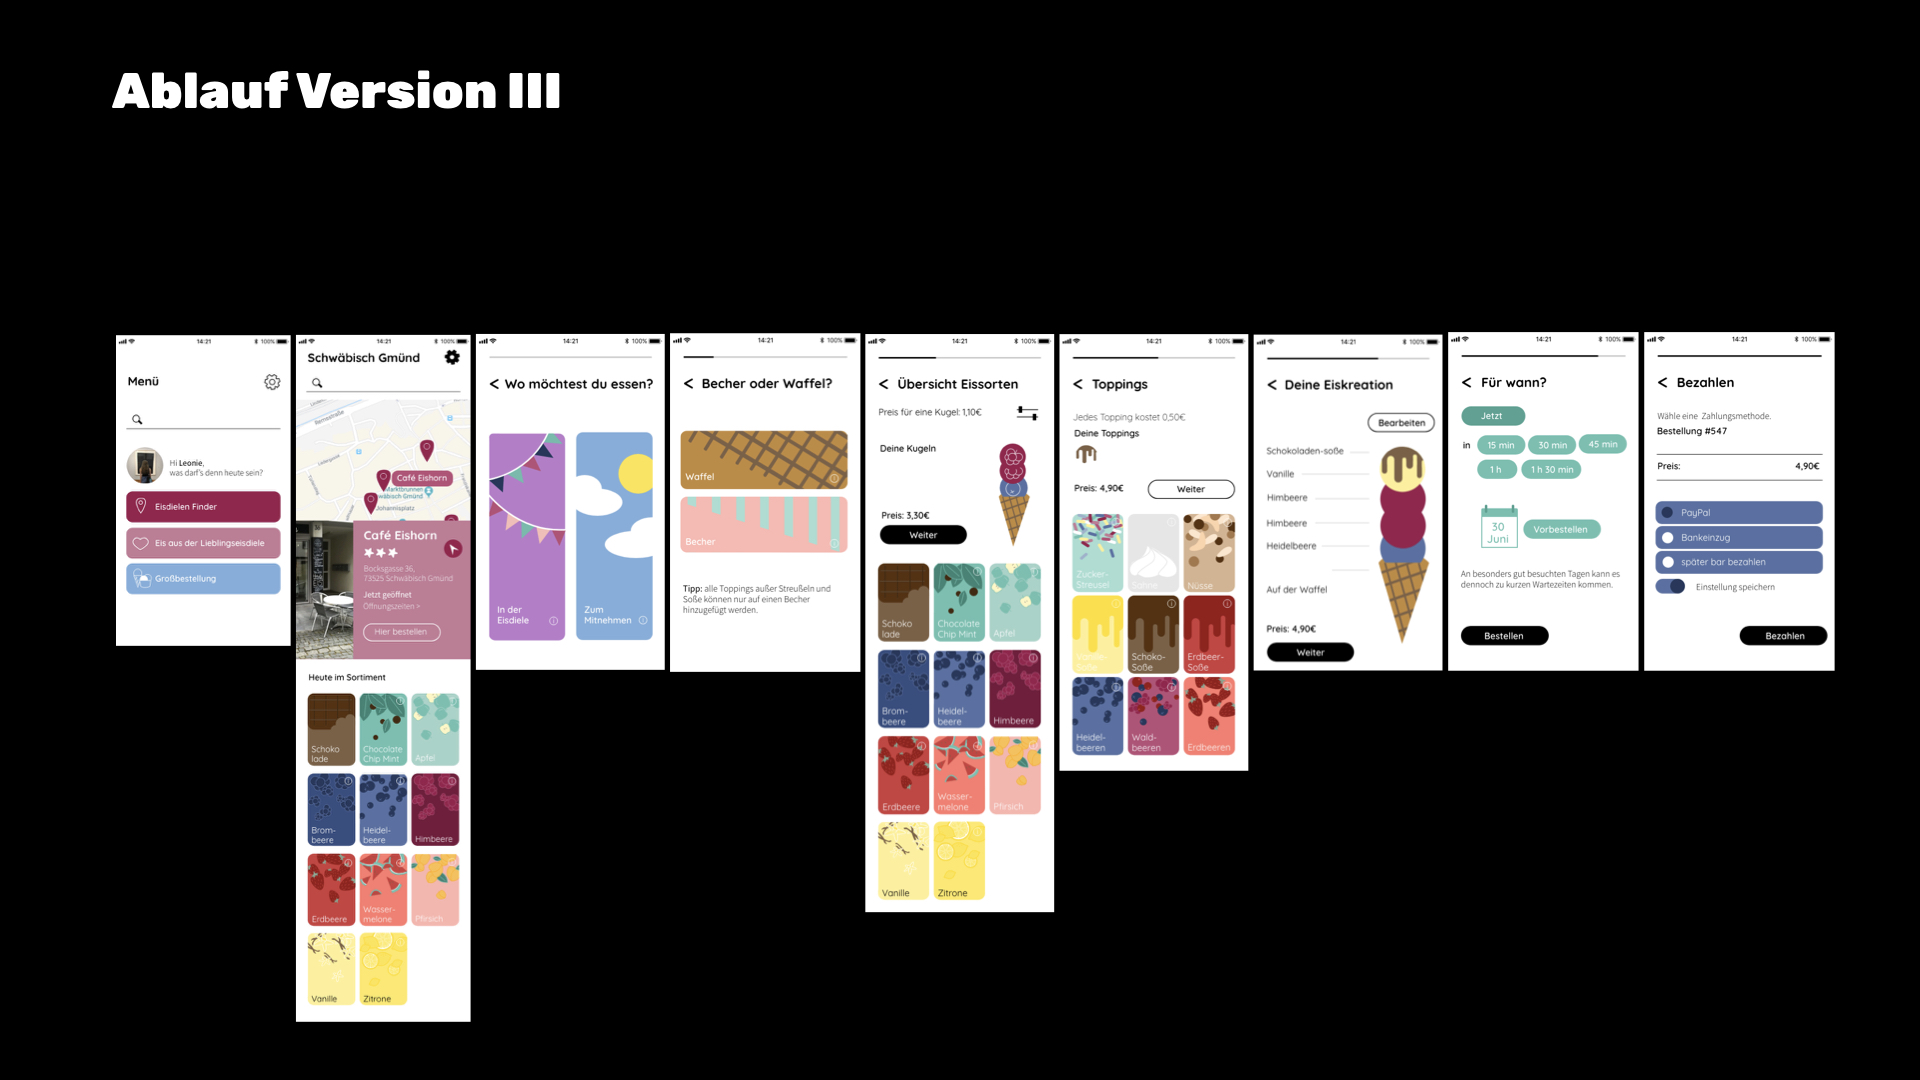 Ablauf Version III
14:21
100%
Menü
Hi Leonie,
was darf's denn heute sein?
Eisdielen Finder
Eis aus der Lieblingseisdiele
Großbestellung
14:21
100%
Schwäbisch Gmünd
Remsstraße
Café Eishorn
Marktbrunnen
wäbisch Gmünd
Johannisplatz
Café Eishorn
Bocksgasse 36,
73525 Schwäbisch Gmünd
Jetzt geöffnet
Öffnungszeiten >
Hier bestellen
Heute im Sortiment
Schoko
lade
Chocolate
Chip Mint
Apfel
Brom-
beere
Heidel-
beere
Himbeere
Erdbeere
Wasser-
melone
Pfirsich
Vanille
Zitrone
14:21
100%
< Wo möchtest du essen?
In der
Eisdiele
Zum
Mitnehmen
14:21
100%
< Becher oder Waffel?
Waffel
Becher
Tipp: alle Toppings außer Streußeln und
Soße können nur auf einen Becher
hinzugefügt werden.
14:21
100%
< Übersicht Eissorten
Preis für eine Kugel: 1,10€
Deine Kugeln
Preis: 3,30€
Weiter
Schoko
lade
Chocolate
Chip Mint
Apfel
Brom-
beere
Heidel-
beere
Himbeere
Erdbeere
Wasser-
melone
Pfirsich
Vanille
Zitrone
14:21
100%
< Toppings
Jedes Topping kostet 0,50€
Deine Toppings
Preis: 4,90€
Weiter
Zucker-
Streusel
Sahne
Nüsse
Vanille-
Soße
Schoko-
Soße
Erdbeer-
Soße
Heidel-
beeren
Wald-
beeren
Erdbeeren
14:21
100%
< Deine Eiskreation
Bearbeiten
Schokoladen-soße
Vanille
Himbeere
Himbeere
Heidelbeere
Auf der Waffel
Preis: 4,90€
Weiter
14:21
100%
< Für wann?
Jetzt
in 15 min 30 min 45 min
1 h 1 h 30 min
30
Juni
Vorbestellen
An besonders gut besuchten Tagen kann es
dennoch zu kurzen Wartezeiten kommen.
Bestellen
14:21
100%
< Bezahlen
Wähle eine Zahlungsmethode.
Bestellung #547
Preis: 4,90€
PayPal
Bankeinzug
später bar bezahlen
Einstellung speichern
Bezahlen